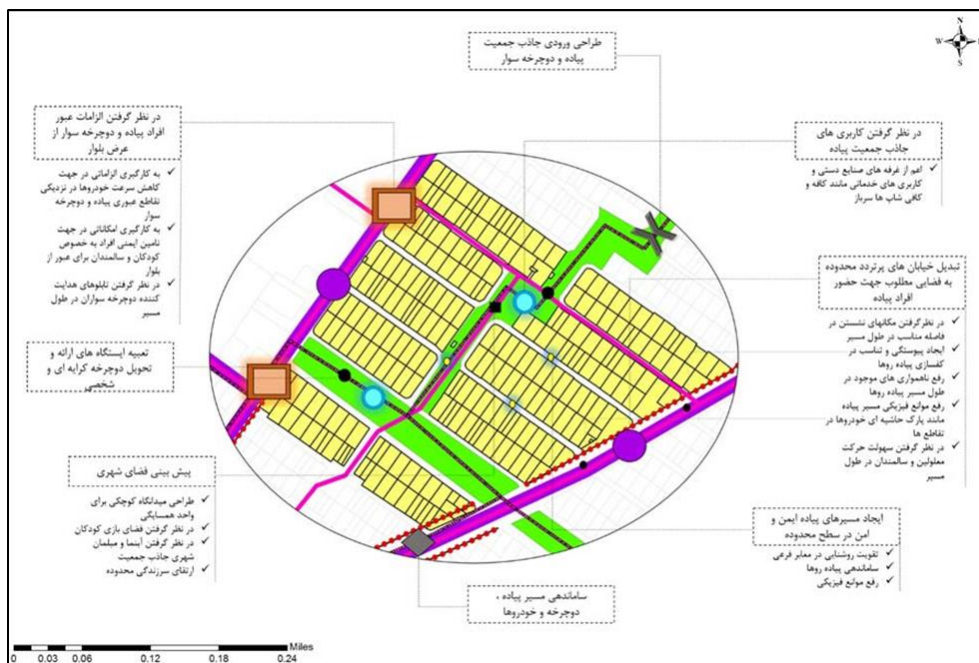 طراحی ورودی جاذب جمعیت
پیاده و دوچرخه سوار
N
W
E
S
در نظر گرفتن الزامات عبور
افراد پیاده و دوچرخه سوار از
عرض بلوار
✓ به کارگیری الزاماتی در جهت
کاهش سرعت خودروها در نزدیکی
تقاطع عبوری پیاده و دوچرخه
سوار
✓ به کارگیری امکاناتی در جهت
تامین ایمنی افراد به خصوص
کودکان و سالمندان برای عبور از
بلوار
✓ در نظر گرفتن تابلوهای هدایت
کننده دوچرخه سواران در طول
مسیر
در نظر گرفتن کاربری های
جاذب جمعیت پیاده
✓ اعم از غرفه های صنایع دستی و
کاربری های خدماتی مانند کافه و
کافی شاپ ها سرباز
تبدیل خیابان های پرتردد محدوده
به فضایی مطلوب جهت حضور
افراد پیاده
✓ در نظرگرفتن مکانهای نشستن در
فاصله مناسب در طول مسیر
✓ ایجاد پیوستگی و تناسب در
کفسازی پیاده روها
✓ رفع ناهمواری های موجود در
طول مسیر پیاده روها
✓ رفع موانع فیزیکی مسیر پیاده
مانند پارک حاشیه ای خودروها در
تقاطع ها
✓ در نظر گرفتن سهولت حرکت
معلولین و سالمندان در طول
مسیر
تعبیه ایستگاه های ارائه و
تحویل دوچرخه کرایه ای و
شخصی
پیش بینی فضای شهری
✓ طراحی میدانگاه کوچکی برای
واحد همسایگی
✓ در نظر گرفتن فضای بازی کودکان
✓ در نظر گرفتن آبنما و مبلمان
شهری جاذب جمعیت
✓ ارتقای سرزندگی محدوده
ایجاد مسیرهای پیاده ایمن و
امن در سطح محدوده
✓ تقویت روشنایی در معابر فرعی
✓ ساماندهی پیاده روها
✓ رفع موانع فیزیکی
ساماندهی مسیر پیاده ،
دوچرخه و خودروها
Miles
0 0.03 0.06 0.12 0.18 0.24